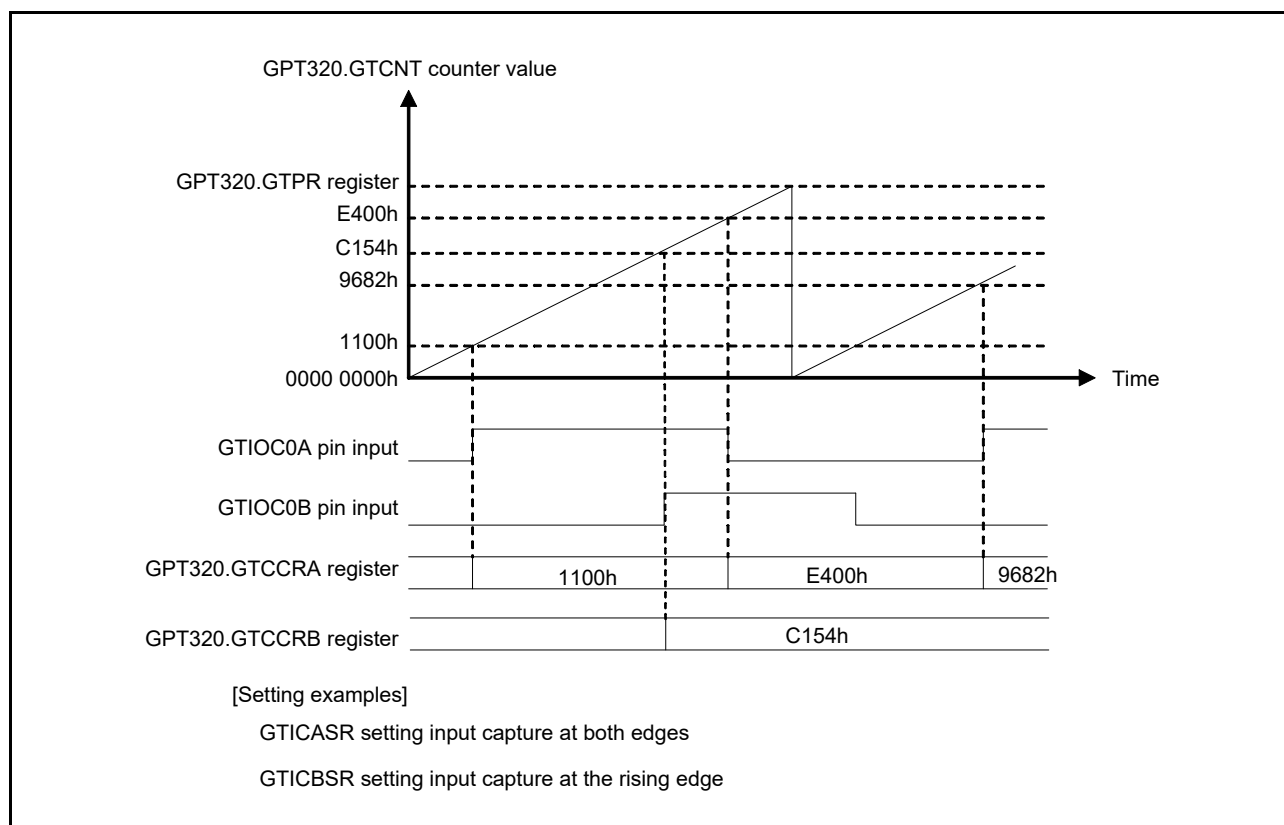 GPT320.GTCNT counter value
GPT320.GTPR register
E400h
C154h
9682h
1100h
0000 0000h
Time
GTIOC0A pin input
GTIOC0B pin input
GPT320.GTCCRA register
1100h
E400h
9682h
GPT320.GTCCRB register
C154h
[Setting examples]
GTICASR setting input capture at both edges
GTICBSR setting input capture at the rising edge